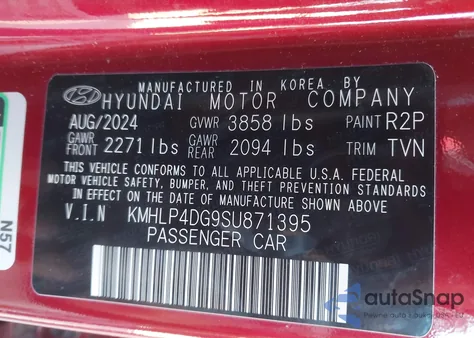 MANUFACTURED IN KOREA BY
HYUNDAI MOTOR COMPANY
AUG/2024 GVWR 3858 lbs PAINT R2P
GAWR FRONT 2271 lbs GAWR REAR 2094 lbs TRIM TVN
THIS VEHICLE CONFORMS TO ALL APPLICABLE U.S.A. FEDERAL
MOTOR VEHICLE SAFETY, BUMPER, AND THEFT PREVENTION STANDARDS
IN EFFECT ON THE DATE OF MANUFACTURE SHOWN ABOVE.
V.I.N KMHLP4DG9SU871395
PASSENGER CAR
N57
autoSnap